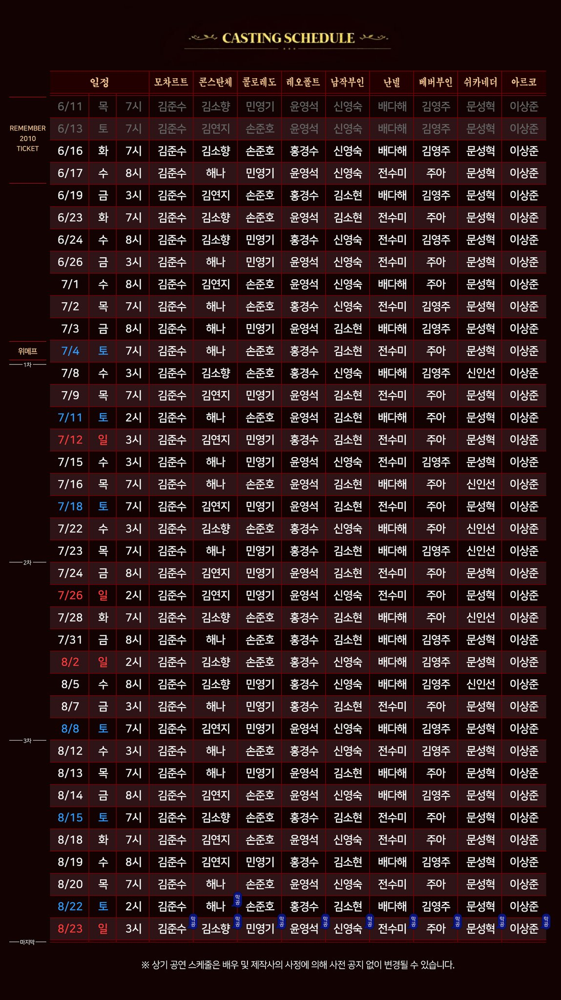 CASTING SCHEDULE
일정 모차르트 콘스탄체 콜로레도 레오폴트 남작부인 난넬 베버부인 쉬카네더 아르코
REMEMBER
2010
TICKET
6/11 목 7시 김준수 김소향 민영기 윤영석 신영숙 배다해 김영주 문성혁 이상준
6/13 토 7시 김준수 김연지 손준호 윤영석 신영숙 배다해 김영주 문성혁 이상준
6/16 화 7시 김준수 김소향 손준호 홍경수 신영숙 배다해 김영주 문성혁 이상준
6/17 수 8시 김준수 해나 민영기 윤영석 신영숙 전수미 주아 문성혁 이상준
6/19 금 3시 김준수 김연지 손준호 홍경수 김소현 배다해 김영주 문성혁 이상준
6/23 화 7시 김준수 김소향 손준호 윤영석 김소현 전수미 주아 문성혁 이상준
6/24 수 8시 김준수 김소향 민영기 홍경수 신영숙 전수미 김영주 문성혁 이상준
6/26 금 3시 김준수 해나 민영기 윤영석 신영숙 전수미 주아 문성혁 이상준
7/1 수 8시 김준수 김연지 손준호 윤영석 신영숙 배다해 주아 문성혁 이상준
7/2 목 7시 김준수 해나 손준호 홍경수 신영숙 전수미 김영주 문성혁 이상준
7/3 금 8시 김준수 해나 민영기 윤영석 김소현 배다해 김영주 문성혁 이상준
위메프 7/4 토 7시 김준수 해나 손준호 홍경수 김소현 전수미 주아 문성혁 이상준
1차
7/8 수 3시 김준수 김소향 손준호 홍경수 신영숙 배다해 김영주 신인선 이상준
7/9 목 7시 김준수 김연지 민영기 윤영석 김소현 전수미 주아 문성혁 이상준
7/11 토 2시 김준수 해나 손준호 윤영석 김소현 배다해 주아 문성혁 이상준
7/12 일 3시 김준수 김연지 민영기 홍경수 김소현 전수미 주아 문성혁 이상준
7/15 수 3시 김준수 해나 민영기 윤영석 신영숙 전수미 김영주 문성혁 이상준
7/16 목 7시 김준수 해나 손준호 윤영석 김소현 배다해 주아 신인선 이상준
7/18 토 7시 김준수 김연지 민영기 윤영석 김소현 전수미 주아 문성혁 이상준
7/22 수 3시 김준수 김소향 손준호 홍경수 신영숙 배다해 주아 신인선 이상준
7/23 목 7시 김준수 해나 민영기 홍경수 김소현 배다해 김영주 신인선 이상준
2차
7/24 금 8시 김준수 김연지 민영기 윤영석 김소현 전수미 주아 문성혁 이상준
7/26 일 2시 김준수 김연지 민영기 윤영석 신영숙 전수미 주아 문성혁 이상준
7/28 화 7시 김준수 김소향 손준호 홍경수 김소현 배다해 주아 신인선 이상준
7/31 금 8시 김준수 해나 손준호 홍경수 김소현 배다해 김영주 문성혁 이상준
8/2 일 2시 김준수 김소향 손준호 홍경수 신영숙 배다해 김영주 문성혁 이상준
8/5 수 8시 김준수 김소향 민영기 홍경수 신영숙 배다해 김영주 신인선 이상준
8/7 금 3시 김준수 해나 민영기 홍경수 김소현 전수미 주아 문성혁 이상준
8/8 토 7시 김준수 김연지 민영기 윤영석 신영숙 배다해 김영주 문성혁 이상준
3차
8/12 수 3시 김준수 해나 손준호 홍경수 신영숙 전수미 김영주 문성혁 이상준
8/13 목 7시 김준수 해나 민영기 윤영석 김소현 배다해 주아 문성혁 이상준
8/14 금 8시 김준수 김연지 손준호 윤영석 신영숙 배다해 김영주 문성혁 이상준
8/15 토 7시 김준수 김소향 손준호 홍경수 김소현 전수미 주아 문성혁 이상준
8/18 화 7시 김준수 김연지 손준호 윤영석 신영숙 전수미 주아 문성혁 이상준
8/19 수 8시 김준수 김연지 민영기 홍경수 김소현 배다해 김영주 문성혁 이상준
8/20 목 7시 김준수 해나 손준호 윤영석 신영숙 전수미 주아 문성혁 이상준
8/22 토 2시 김준수 해나 막공 손준호 홍경수 김소현 배다해 김영주 문성혁 이상준
8/23 일 3시 김준수 막공 김소향 막공 민영기 막공 윤영석 막공 신영숙 막공 전수미 막공 주아 막공 문성혁 막공 이상준 막공
마지막
※ 상기 공연 스케줄은 배우 및 제작사의 사정에 의해 사전 공지 없이 변경될 수 있습니다.